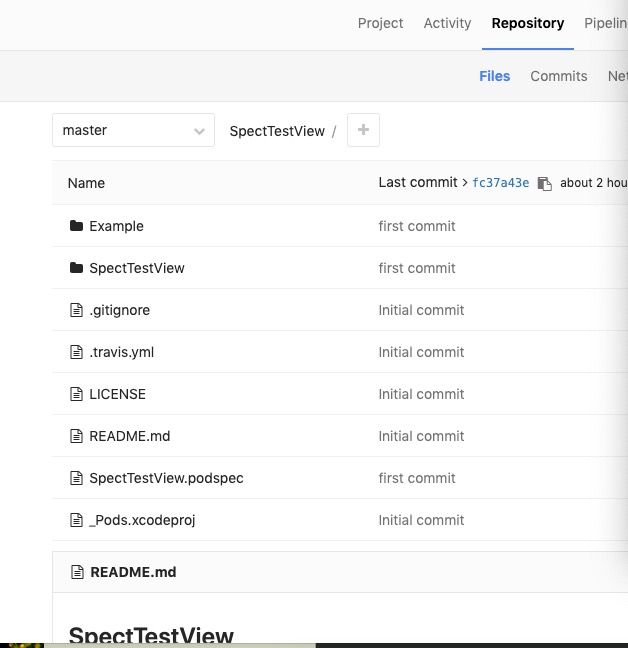 Project Activity Repository Pipelin
Files Commits Net
master SpectTestView / +
Name Last commit > fc37a43e about 2 hou
Example first commit
SpectTestView first commit
.gitignore Initial commit
.travis.yml Initial commit
LICENSE Initial commit
README.md Initial commit
SpectTestView.podspec first commit
_Pods.xcodeproj Initial commit
README.md
SpectTestView